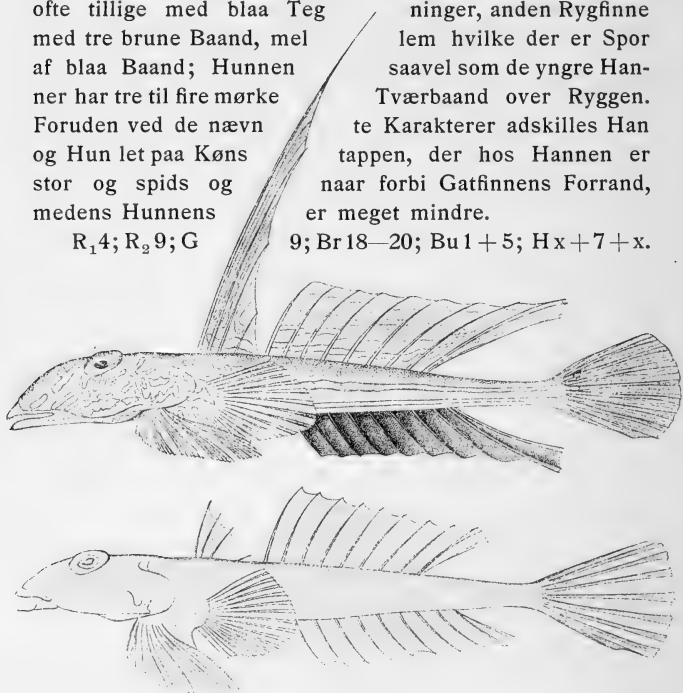 ofte tillige med blaa Teg ninger, anden Rygfinne
med tre brune Baand, mel lem hvilke der er Spor
af blaa Baand; Hunnen saavel som de yngre Han-
ner har tre til fire mørke Tværbaand over Ryggen.
Foruden ved de nævn te Karakterer adskilles Han
og Hun let paa Køns tappen, der hos Hannen er
stor og spids og naar forbi Gatfinnens Forrand,
medens Hunnens er meget mindre.
R₁4; R₂9; G 9; Br 18—20; Bu 1 + 5; H x + 7 + x.